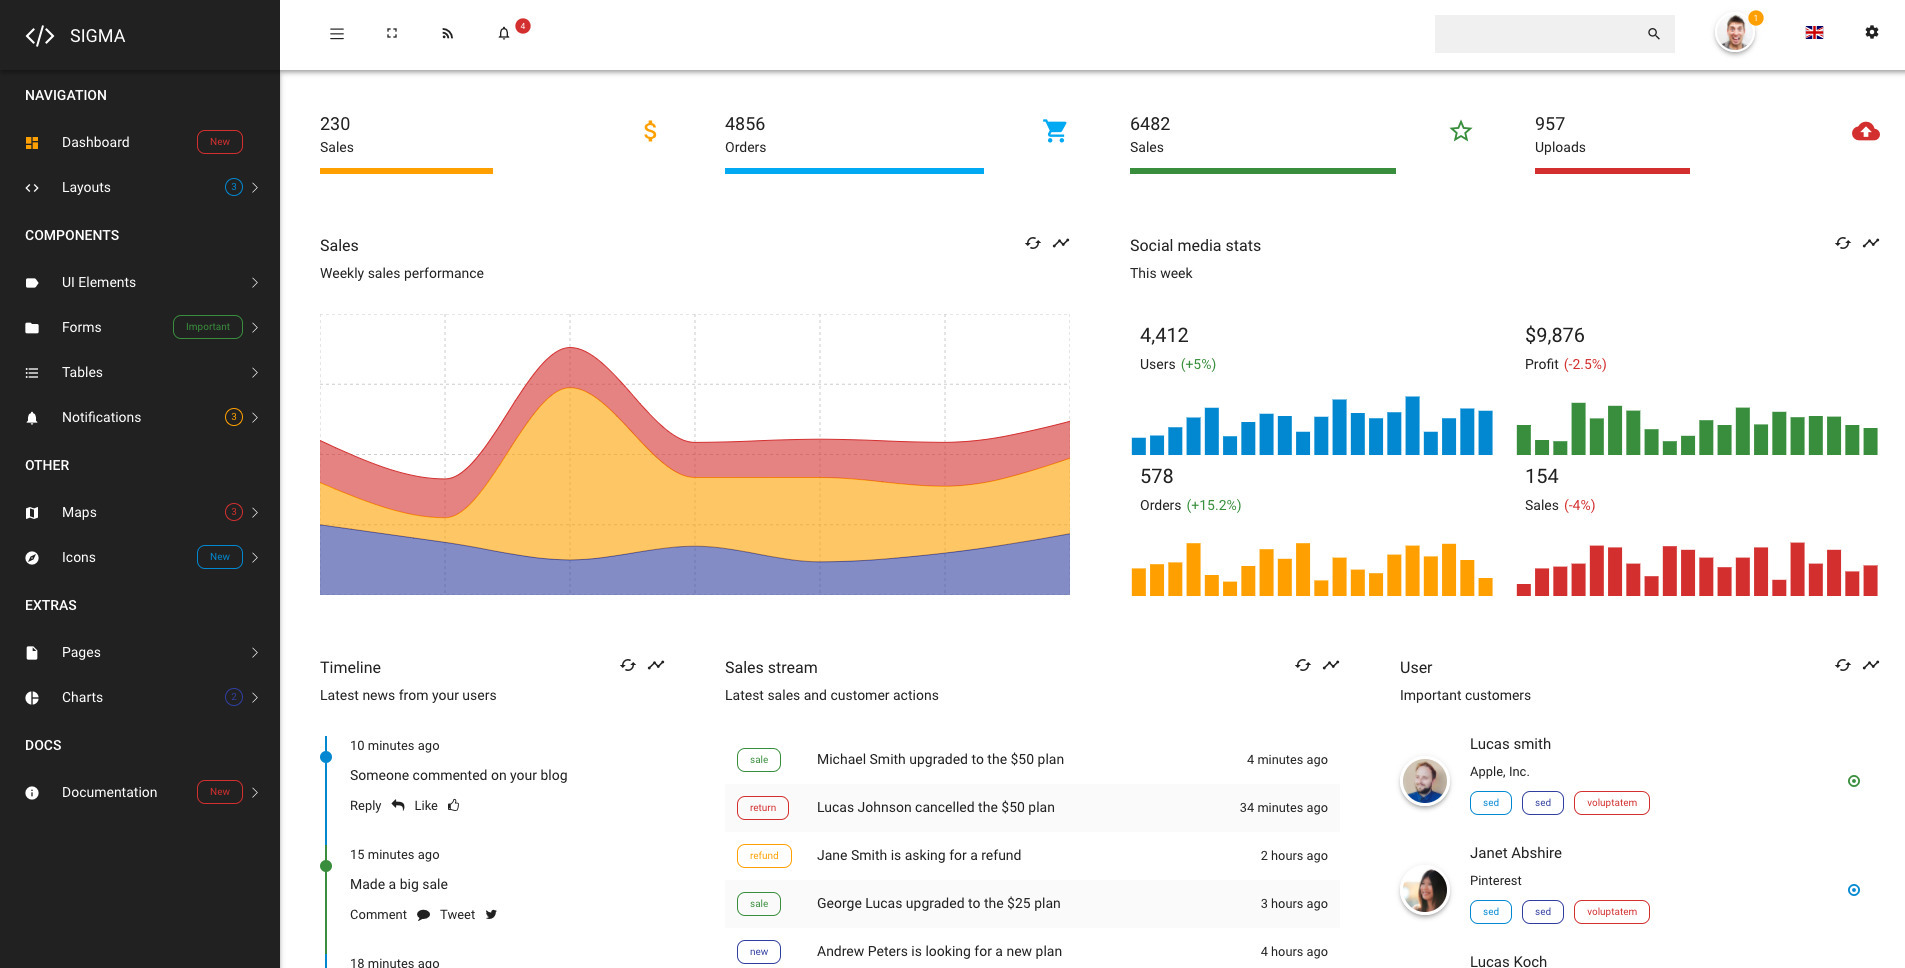 SIGMA
4
1
NAVIGATION
Dashboard New
Layouts 3
COMPONENTS
UI Elements
Forms Important
Tables
Notifications 3
OTHER
Maps 3
Icons New
EXTRAS
Pages
Charts 2
DOCS
Documentation New
230
Sales
4856
Orders
6482
Sales
957
Uploads
Sales
Weekly sales performance
Social media stats
This week
4,412
Users (+5%)
$9,876
Profit (-2.5%)
578
Orders (+15.2%)
154
Sales (-4%)
Timeline
Latest news from your users
10 minutes ago
Someone commented on your blog
Reply Like
15 minutes ago
Made a big sale
Comment Tweet
18 minutes ago
Sales stream
Latest sales and customer actions
sale Michael Smith upgraded to the $50 plan 4 minutes ago
return Lucas Johnson cancelled the $50 plan 34 minutes ago
refund Jane Smith is asking for a refund 2 hours ago
sale George Lucas upgraded to the $25 plan 3 hours ago
new Andrew Peters is looking for a new plan 4 hours ago
User
Important customers
Lucas smith
Apple, Inc.
sed sed voluptatem
Janet Abshire
Pinterest
sed sed voluptatem
Lucas Koch